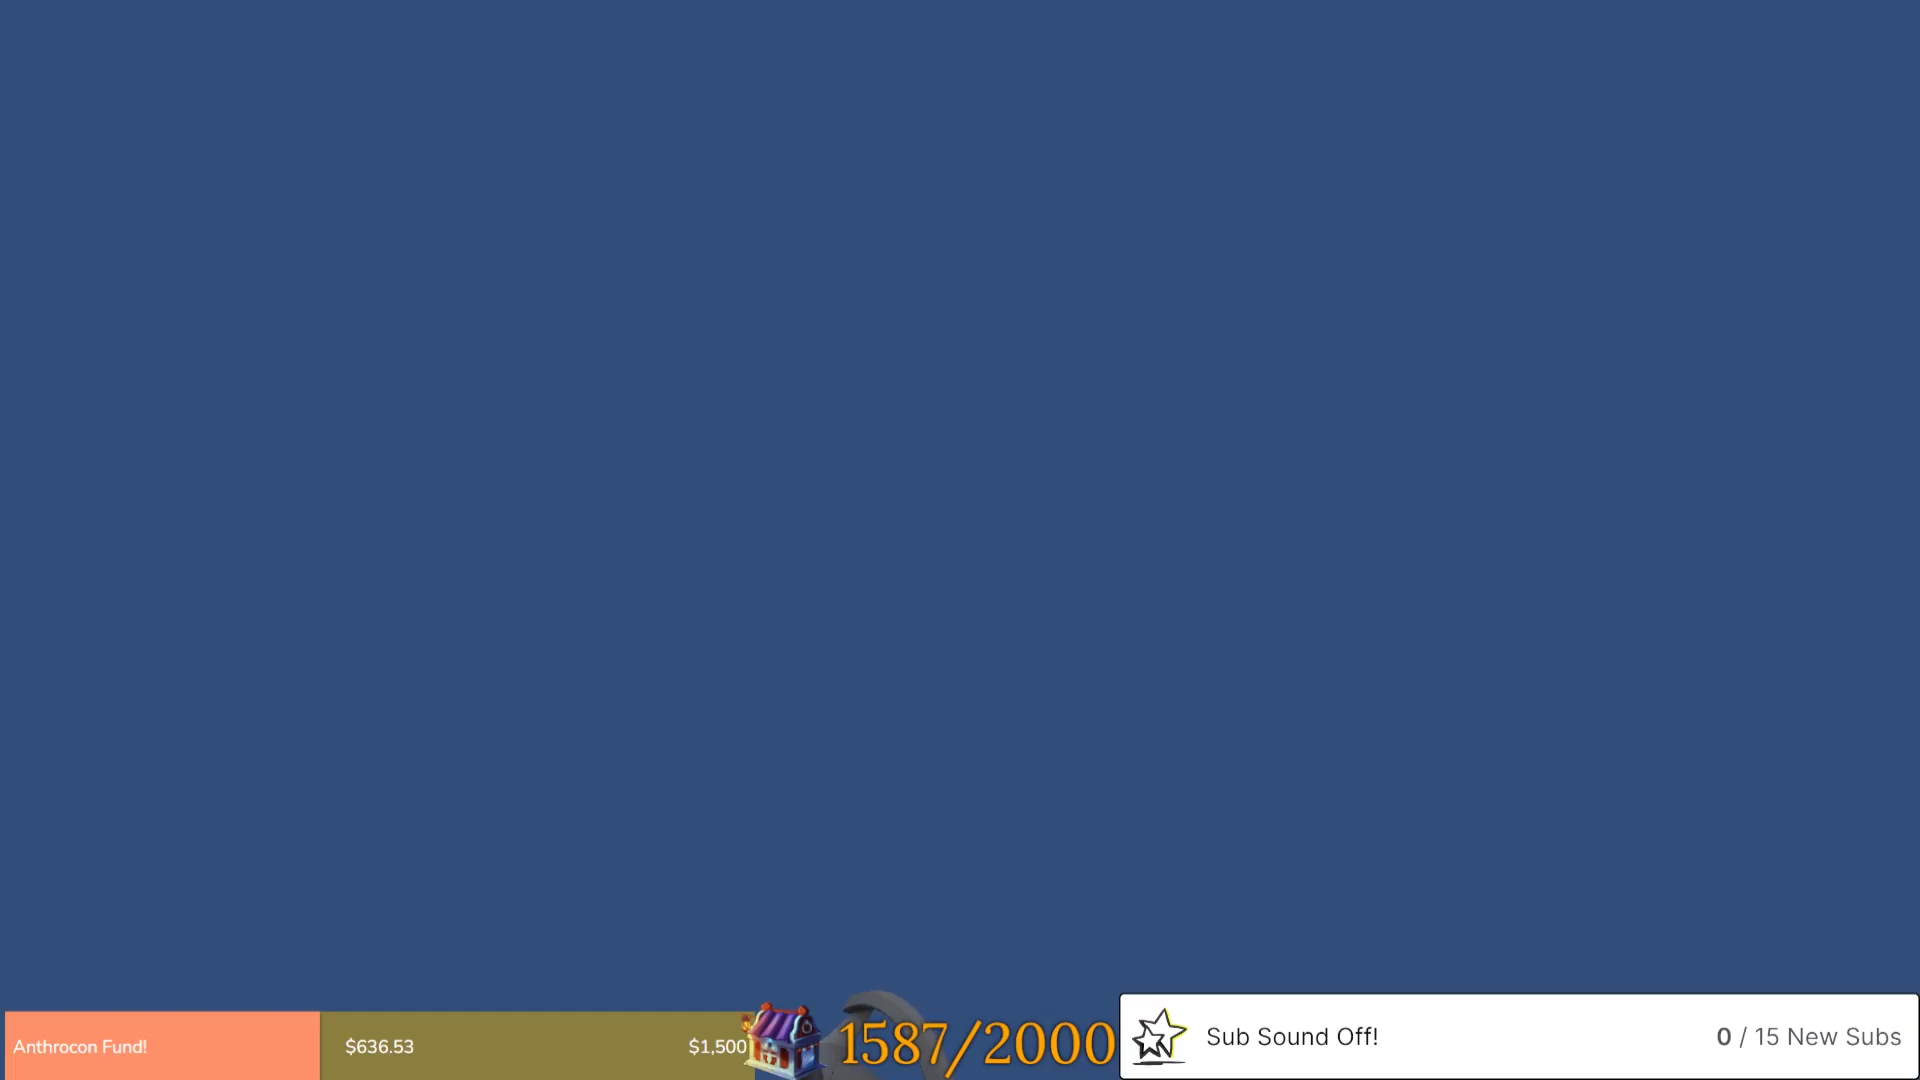 Anthrocon Fund!
$636.53
$1,500
1587/2000
Sub Sound Off!
0 / 15 New Subs